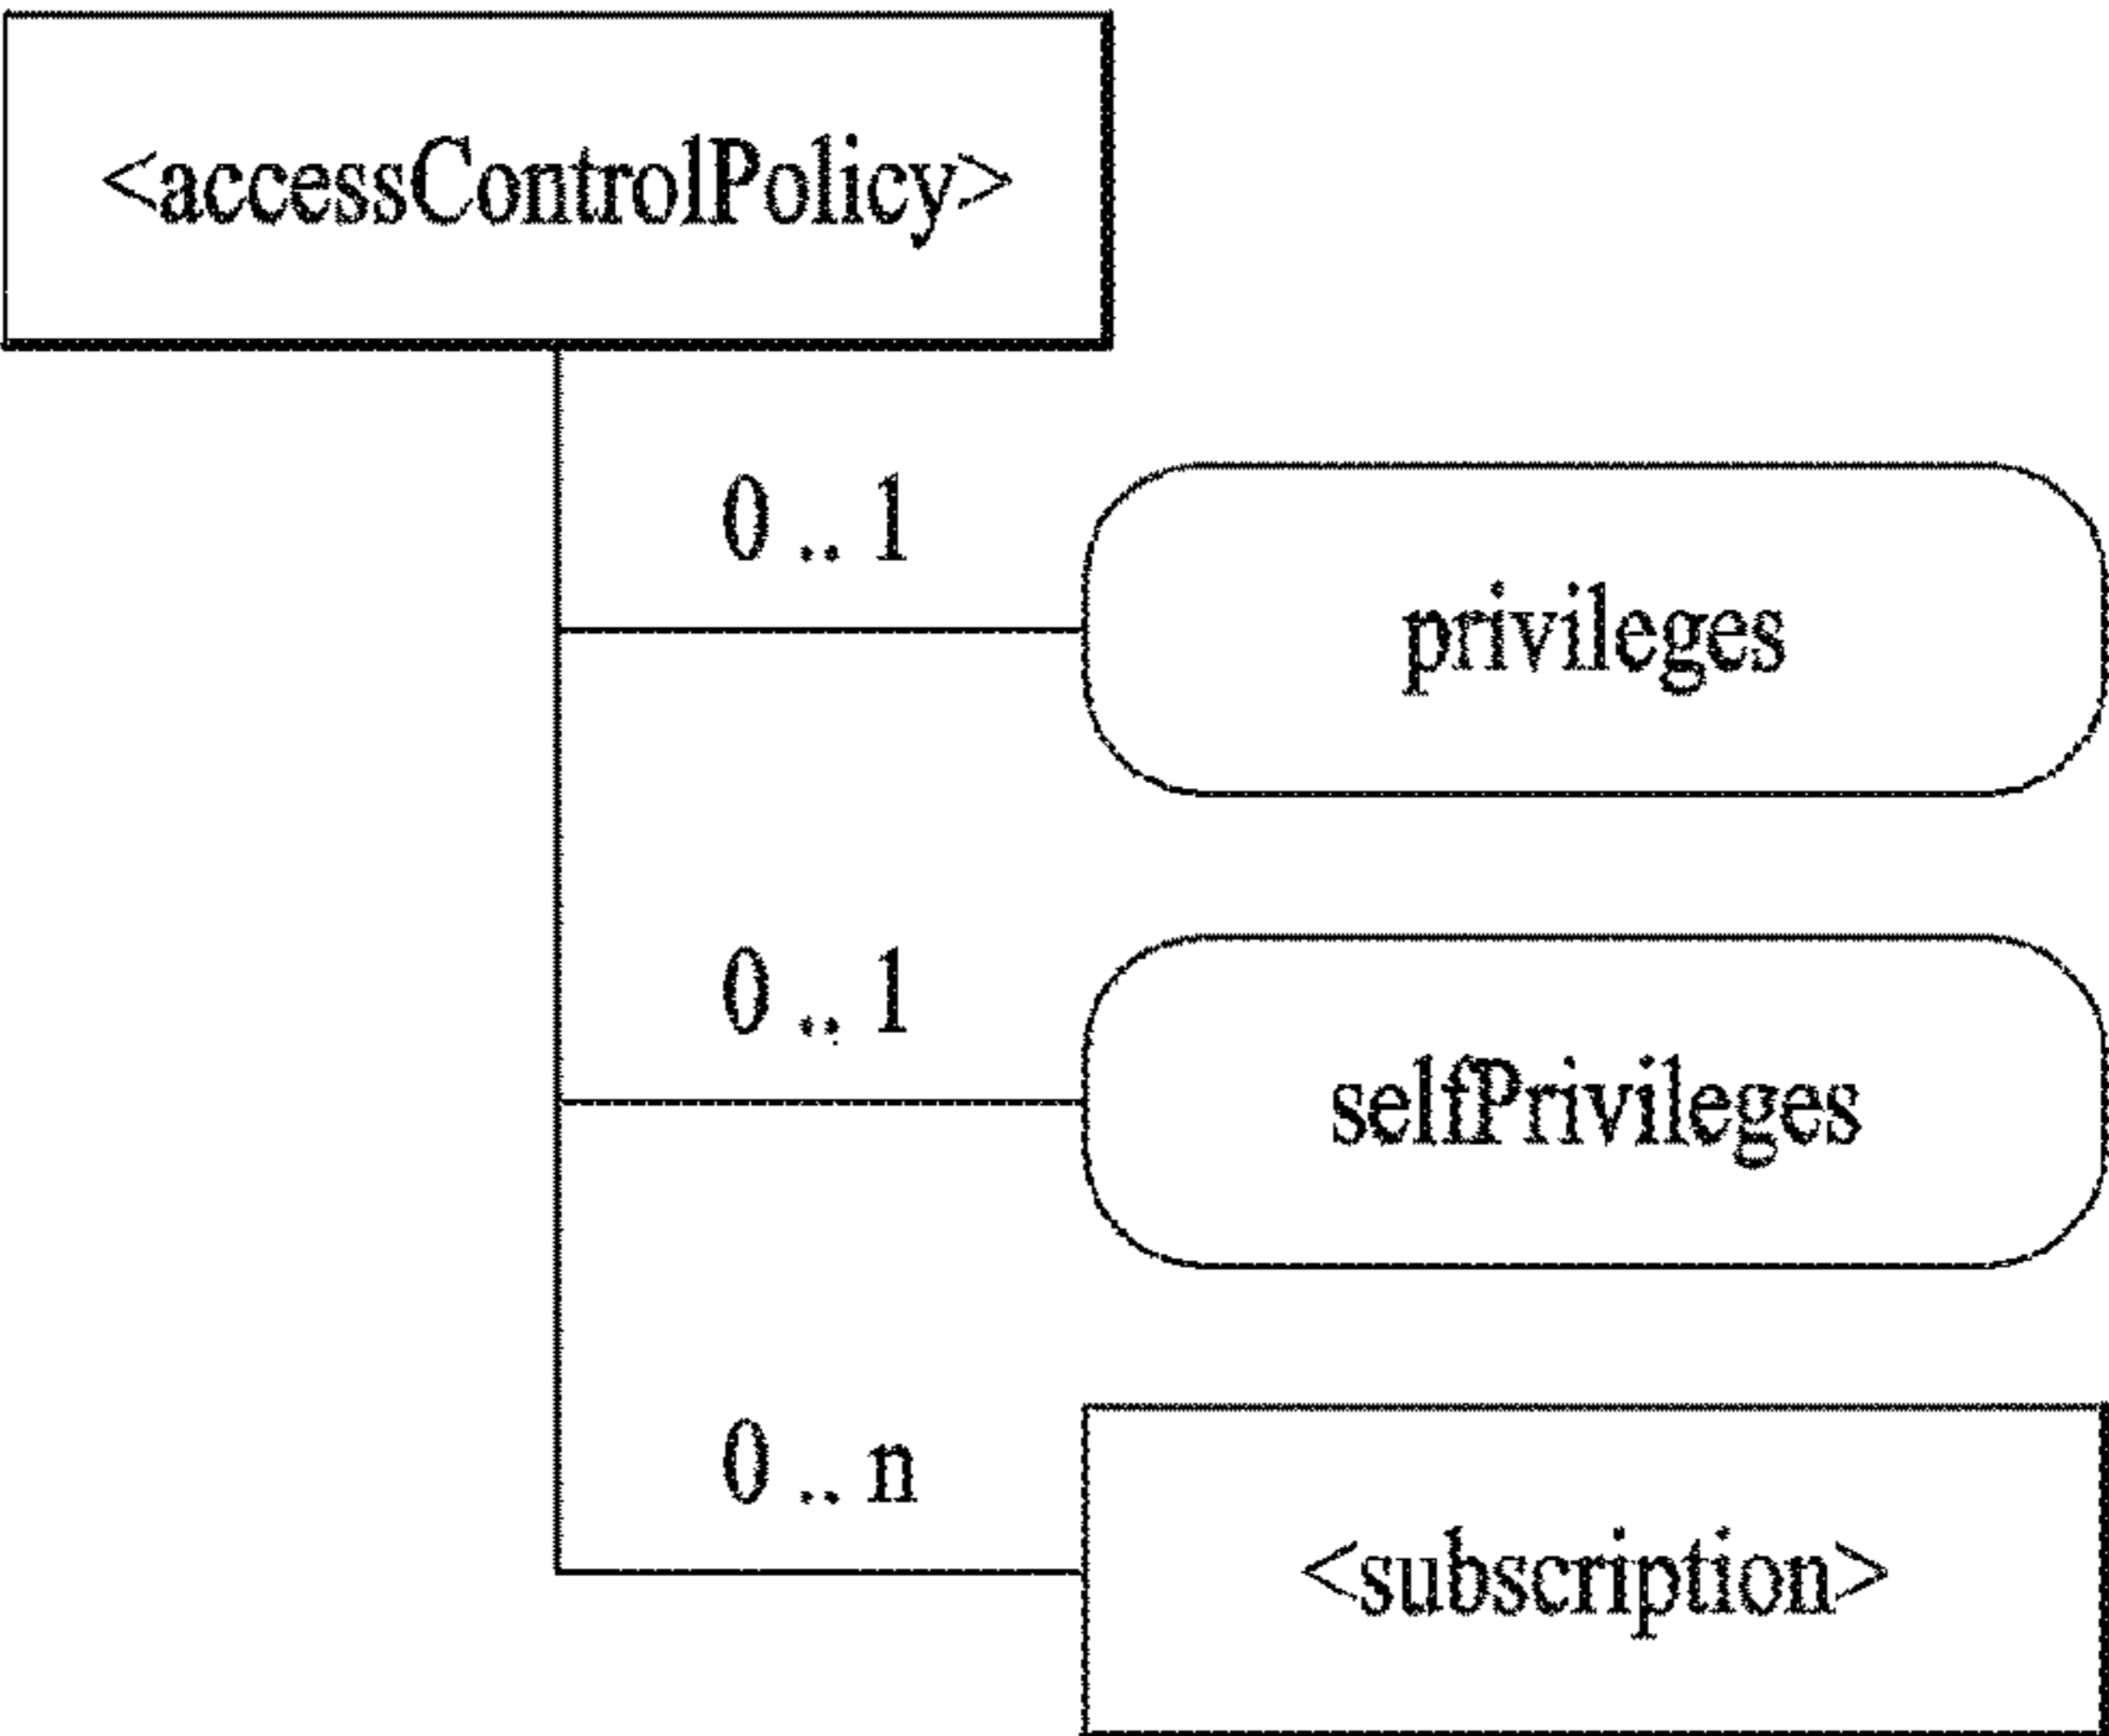 <accessControlPolicy>
0 .. 1
privileges
0 .. 1
selfPrivileges
0 .. n
<subscription>